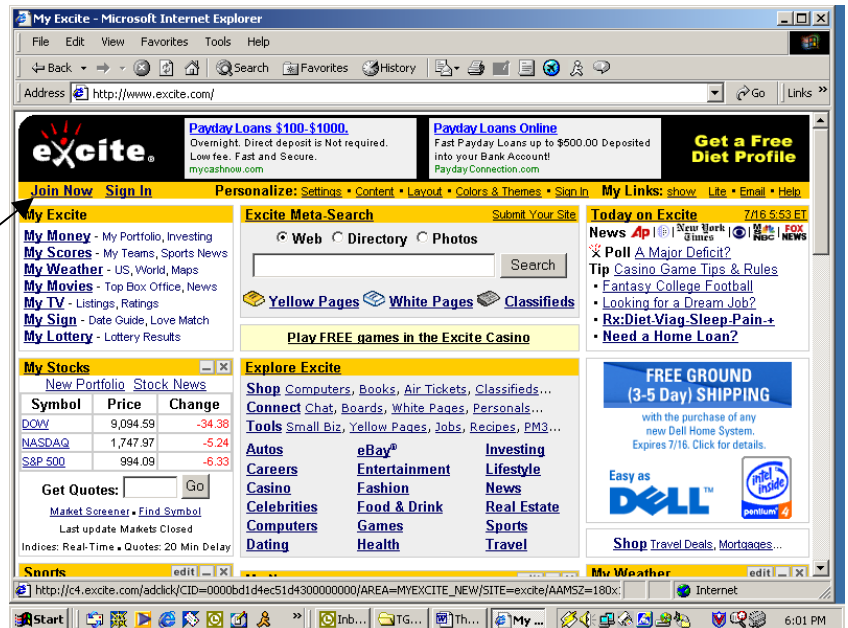 My Excite - Microsoft Internet Explorer
File Edit View Favorites Tools Help
Back Search Favorites History
Address http://www.excite.com/ Go Links »
excite®
Payday Loans $100-$1000.
Overnight. Direct deposit is Not required.
Low fee. Fast and Secure.
mycashnow.com
Payday Loans Online
Fast Payday Loans up to $500.00 Deposited
into your Bank Account!
PaydayConnection.com
Get a Free
Diet Profile
Join Now Sign In Personalize: Settings • Content • Layout • Colors & Themes • Sign In My Links: show Lite • Email • Help
My Excite
My Money - My Portfolio, Investing
My Scores - My Teams, Sports News
My Weather - US, World, Maps
My Movies - Top Box Office, News
My TV - Listings, Ratings
My Sign - Date Guide, Love Match
My Lottery - Lottery Results
Excite Meta-Search Submit Your Site
Web Directory Photos
Search
Yellow Pages White Pages Classifieds
Play FREE games in the Excite Casino
Today on Excite 7/16 5:53 ET
News AP | New York Times | NBC | FOX NEWS
Poll A Major Deficit?
Tip Casino Game Tips & Rules
• Fantasy College Football
• Looking for a Dream Job?
• Rx:Diet-Viag-Sleep-Pain-+
• Need a Home Loan?
My Stocks
New Portfolio Stock News
Symbol Price Change
DOW 9,094.59 -34.38
NASDAQ 1,747.97 -5.24
S&P 500 994.09 -6.33
Get Quotes: Go
Market Screener • Find Symbol
Last update Markets Closed
Indices: Real-Time • Quotes: 20 Min Delay
Explore Excite
Shop Computers, Books, Air Tickets, Classifieds...
Connect Chat, Boards, White Pages, Personals...
Tools Small Biz, Yellow Pages, Jobs, Recipes, PM3...
Autos eBay® Investing
Careers Entertainment Lifestyle
Casino Fashion News
Celebrities Food & Drink Real Estate
Computers Games Sports
Dating Health Travel
FREE GROUND
(3-5 Day) SHIPPING
with the purchase of any
new Dell Home System.
Expires 7/16. Click for details.
Easy as
DELL™
intel inside
pentium 4
Shop Travel Deals, Mortgages...
Sports edit
edit
My Weather edit
http://c4.excite.com/adclick/CID=0000bd1d4ec51d4300000000/AREA=MYEXCITE_NEW/SITE=excite/AAMSZ=180x Internet
Start » Inb... TG... Th... My ... 6:01 PM